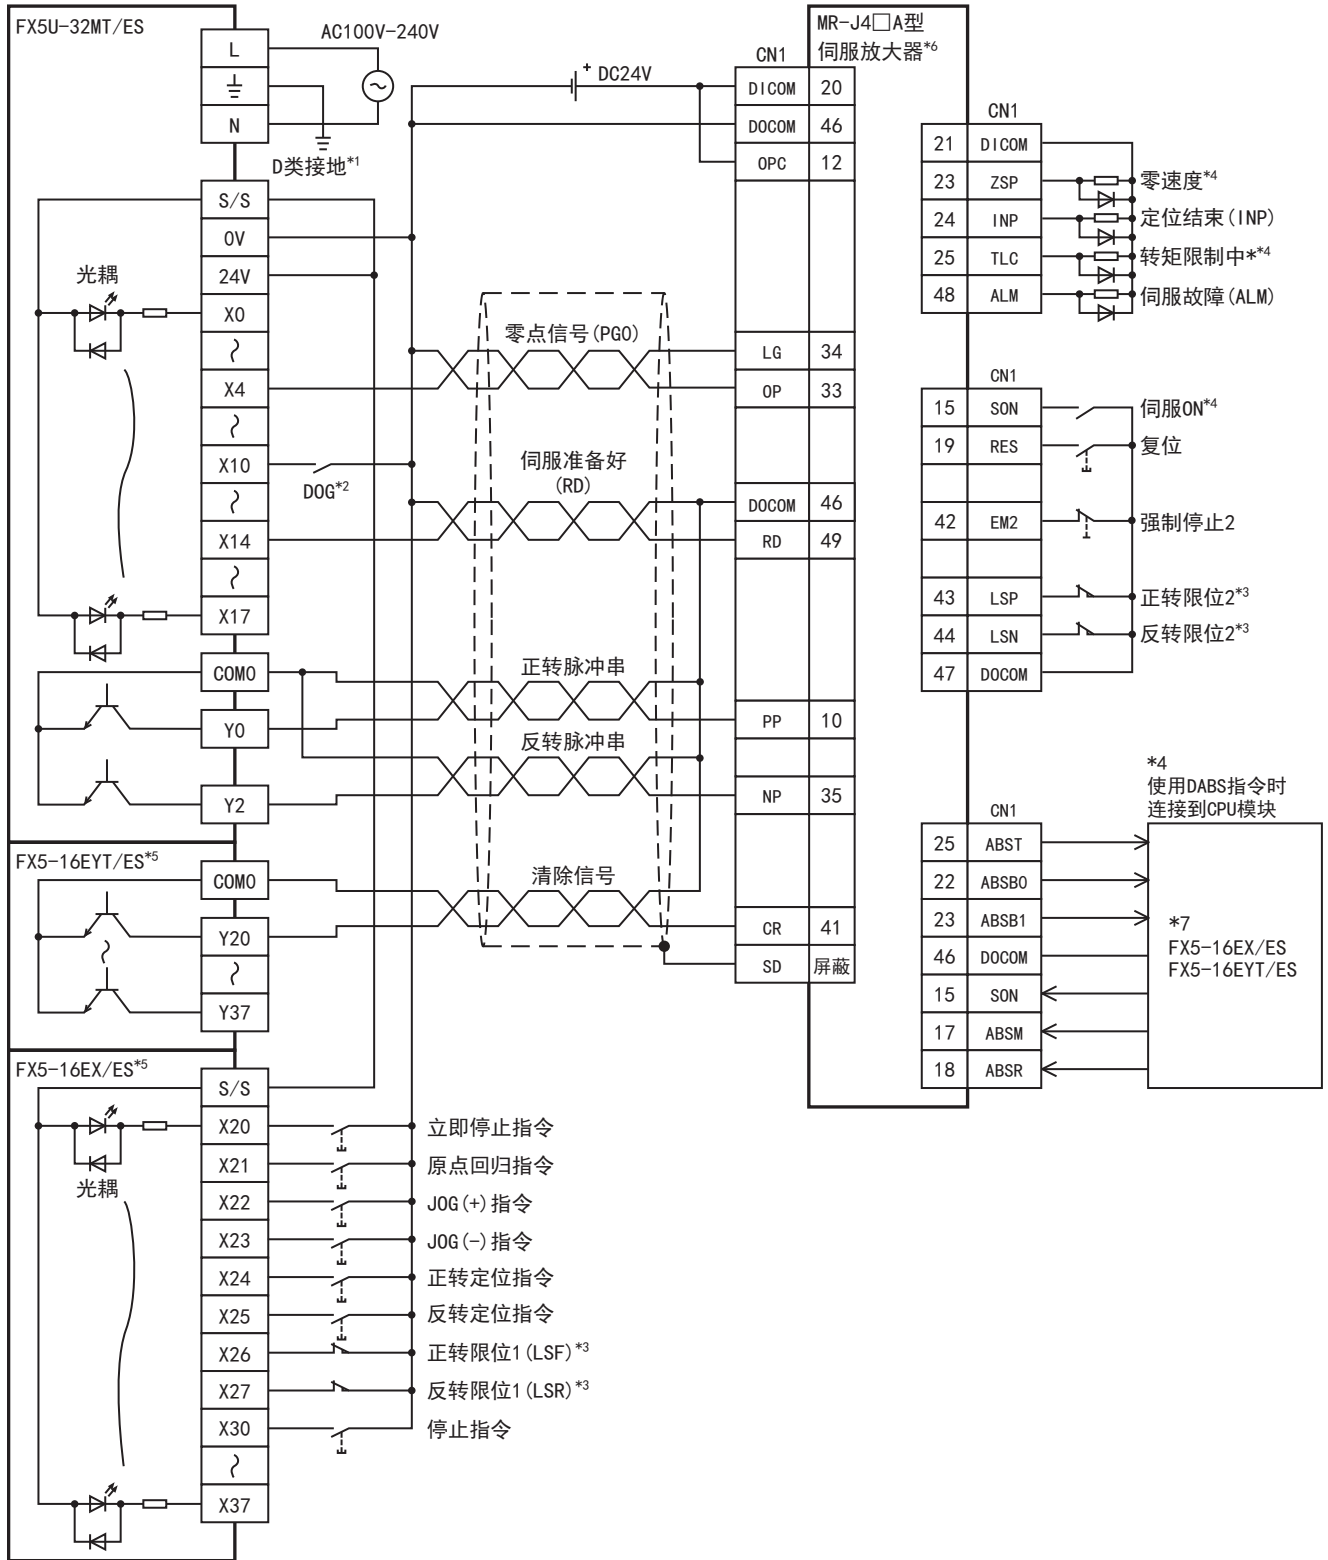 FX5U-32MT/ES
L
N
AC100V-240V
D类接地*1
S/S
0V
24V
X0
X4
X10
X14
X17
COM0
Y0
Y2
光耦
DOG*2
+ DC24V
零点信号(PG0)
伺服准备好
(RD)
正转脉冲串
反转脉冲串
清除信号
FX5-16EYT/ES*5
COM0
Y20
Y37
FX5-16EX/ES*5
S/S
X20 立即停止指令
X21 原点回归指令
X22 JOG(+)指令
X23 JOG(-)指令
X24 正转定位指令
X25 反转定位指令
X26 正转限位1(LSF)*3
X27 反转限位1(LSR)*3
X30 停止指令
X37
光耦
MR-J4□A型
伺服放大器*6
CN1
DICOM 20
DOCOM 46
OPC 12
LG 34
OP 33
DOCOM 46
RD 49
PP 10
NP 35
CR 41
SD 屏蔽
CN1
21 DICOM
23 ZSP 零速度*4
24 INP 定位结束(INP)
25 TLC 转矩限制中**4
48 ALM 伺服故障(ALM)
CN1
15 SON 伺服ON*4
19 RES 复位
42 EM2 强制停止2
43 LSP 正转限位2*3
44 LSN 反转限位2*3
47 DOCOM
*4
使用DABS指令时
连接到CPU模块
CN1
25 ABST
22 ABSB0
23 ABSB1
46 DOCOM
15 SON
17 ABSM
18 ABSR
*7
FX5-16EX/ES
FX5-16EYT/ES